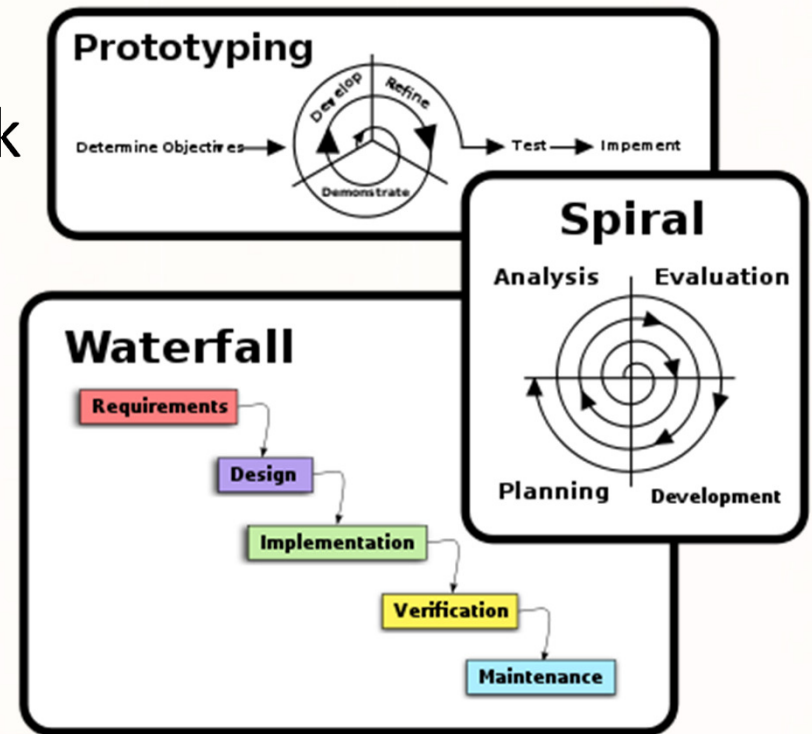 Prototyping
k
Develop
Refine
Determine Objectives
Test
Impement
Demonstrate
Spiral
Analysis
Evaluation
Planning
Development
Waterfall
Requirements
Design
Implementation
Verification
Maintenance